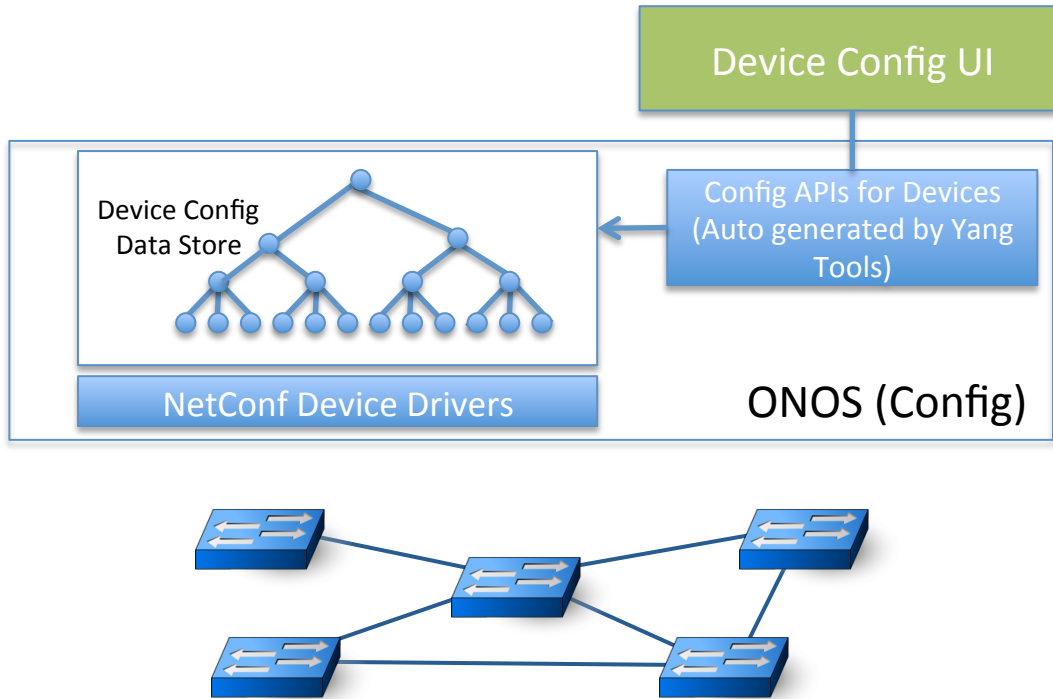 Device Config UI
Device Config
Data Store
Config APIs for Devices
(Auto generated by Yang
Tools)
NetConf Device Drivers
ONOS (Config)